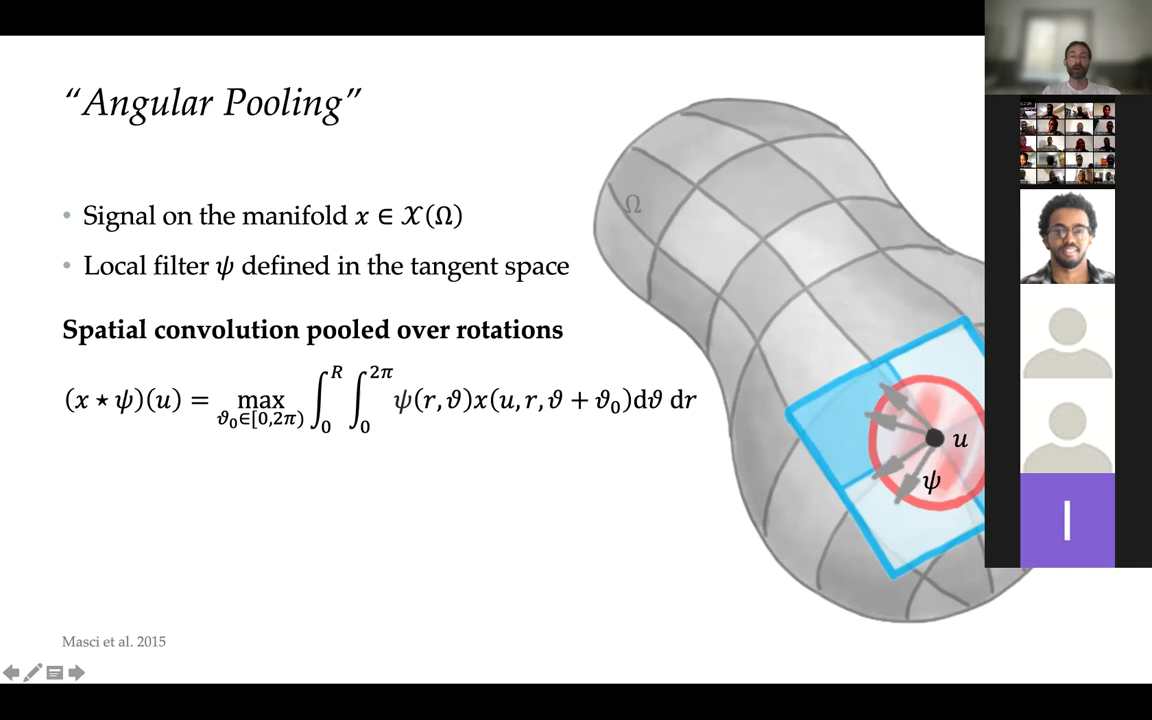 “Angular Pooling”
• Signal on the manifold x ∈ 𝒳(Ω)
• Local filter ψ defined in the tangent space
Spatial convolution pooled over rotations
(x ⋆ ψ)(u) = max_{ϑ₀∈[0,2π)} ∫₀^R ∫₀^{2π} ψ(r, ϑ)x(u, r, ϑ + ϑ₀)dϑ dr
Ω
u
ψ
I
Masci et al. 2015